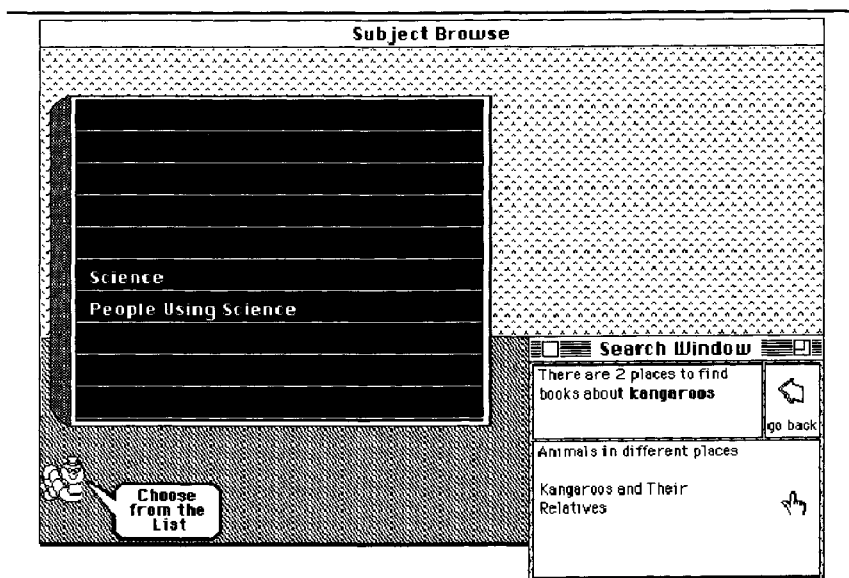 Subject Browse
Science
People Using Science
Choose
from the
List
Search Window
There are 2 places to find
books about kangaroos
go back
Animals in different places
Kangaroos and Their
Relatives